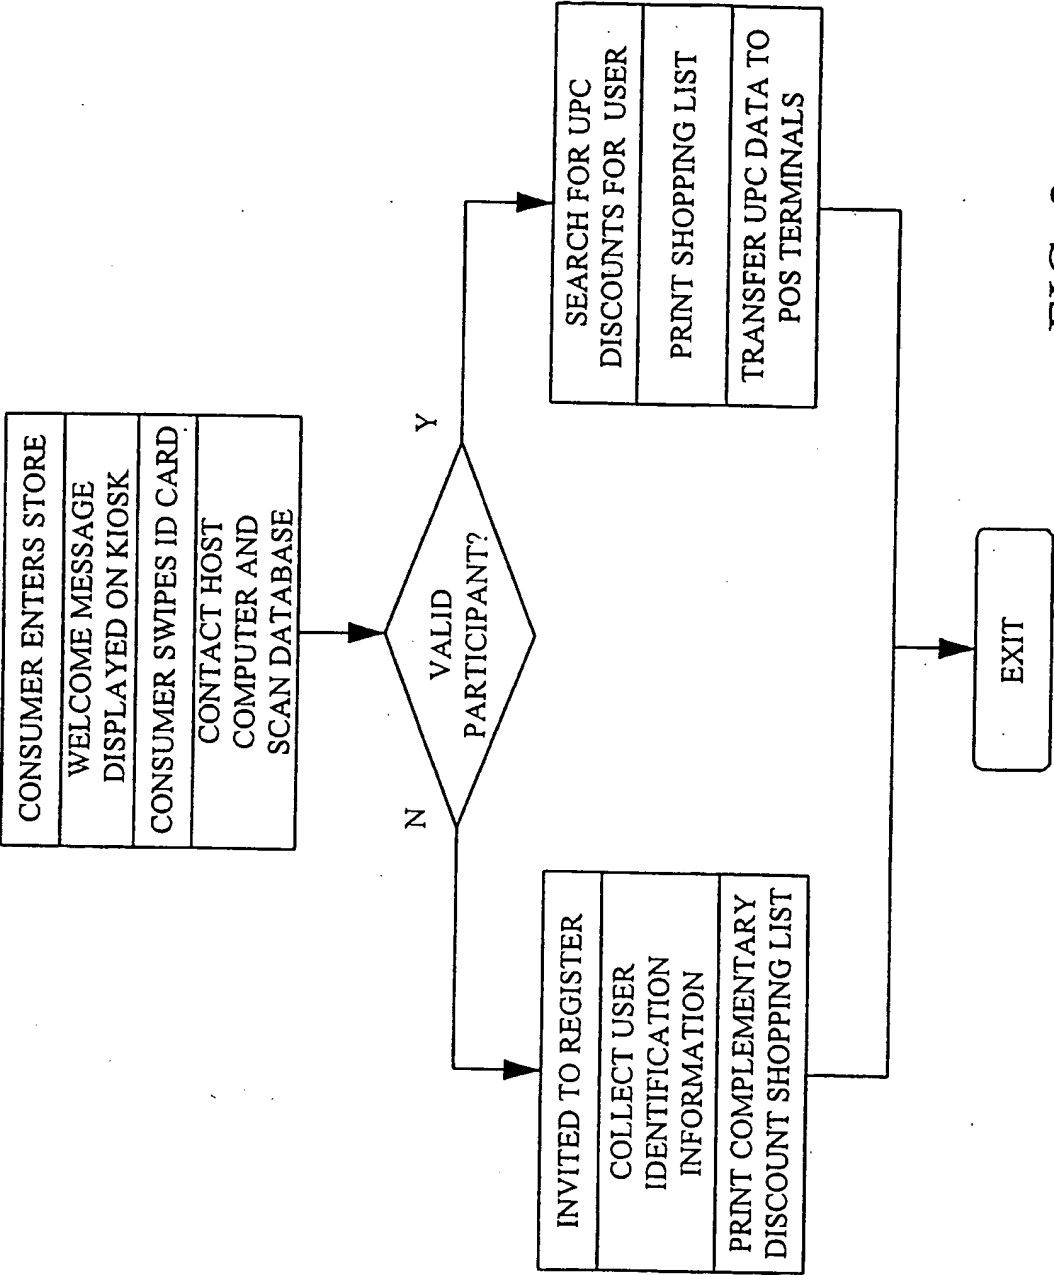 CONSUMER ENTERS STORE
WELCOME MESSAGE
DISPLAYED ON KIOSK
CONSUMER SWIPES ID CARD
CONTACT HOST
COMPUTER AND
SCAN DATABASE
N
VALID
PARTICIPANT?
Y
INVITED TO REGISTER
COLLECT USER
IDENTIFICATION
INFORMATION
PRINT COMPLEMENTARY
DISCOUNT SHOPPING LIST
SEARCH FOR UPC
DISCOUNTS FOR USER
PRINT SHOPPING LIST
TRANSFER UPC DATA TO
POS TERMINALS
EXIT